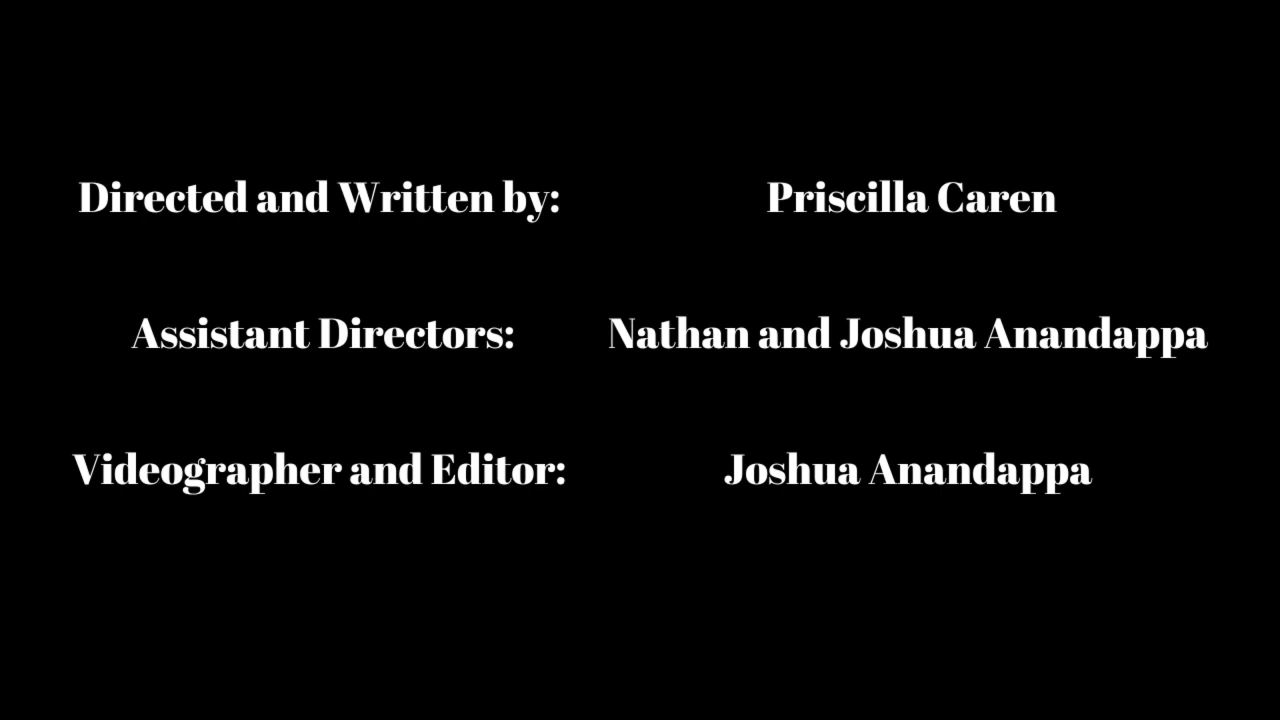 Directed and Written by: Priscilla Caren
Assistant Directors: Nathan and Joshua Anandappa
Videographer and Editor: Joshua Anandappa